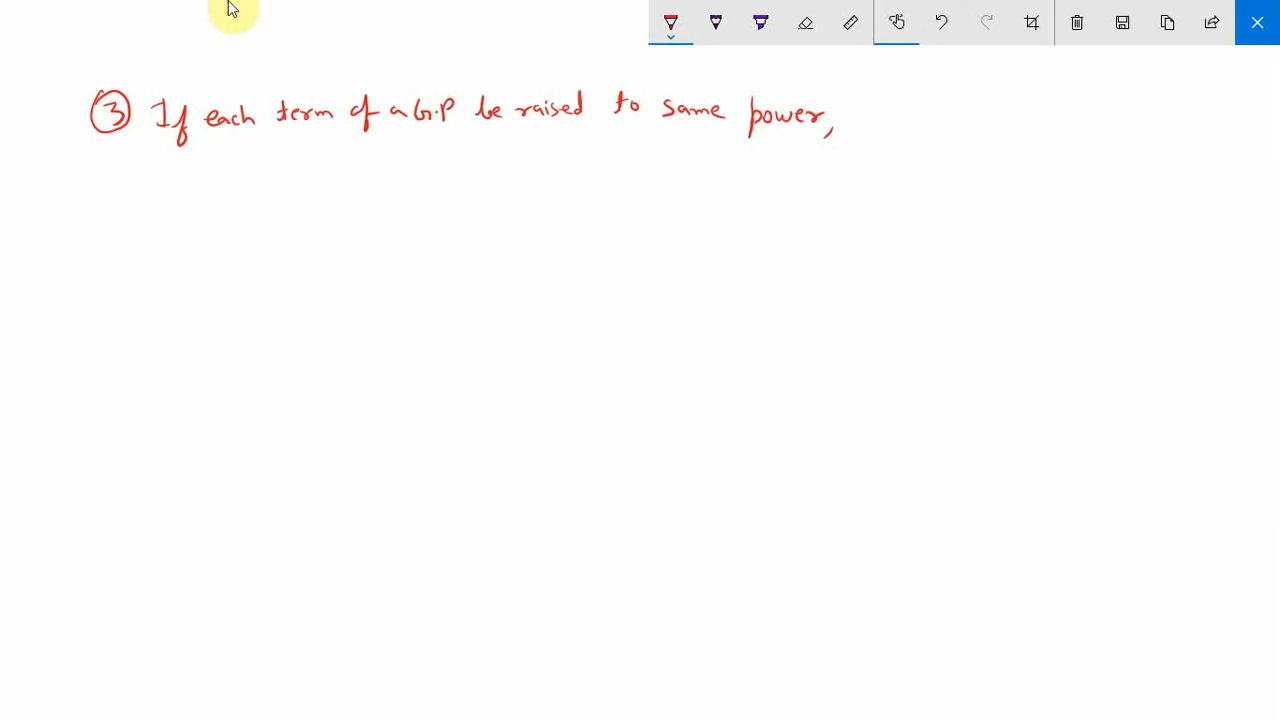 ③ If each term of a G.P be raised to same power,